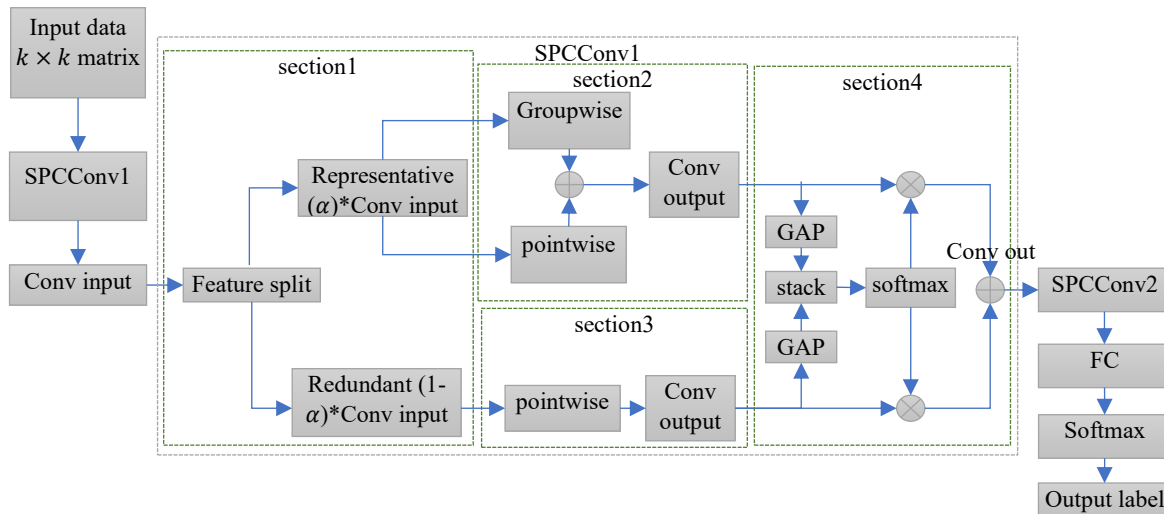 Input data
𝑘 × 𝑘 matrix
SPCConv1
Conv input
SPCConv1
section1
Feature split
Representative
(𝛼)*Conv input
Redundant (1-
𝛼)*Conv input
section2
Groupwise
pointwise
Conv
output
section3
pointwise
Conv
output
section4
GAP
stack
GAP
softmax
Conv out
SPCConv2
FC
Softmax
Output label